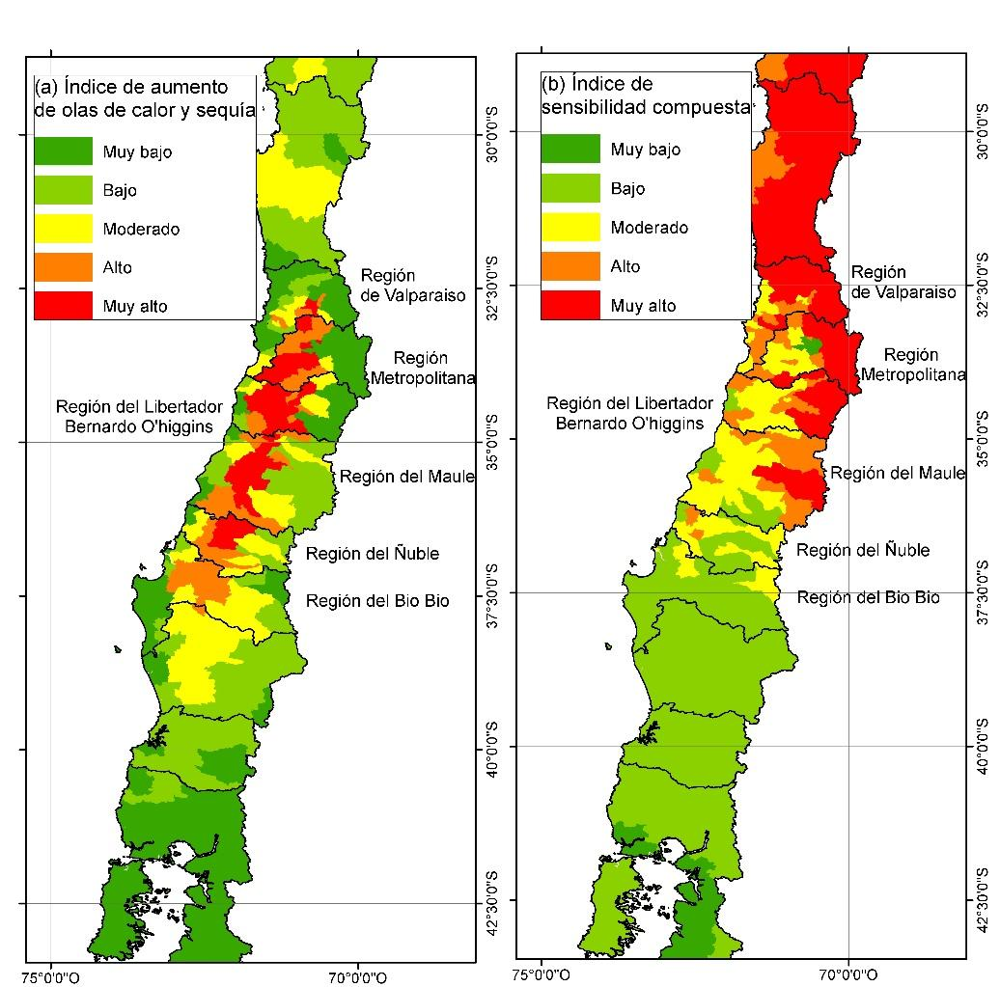 (a) Índice de aumento
de olas de calor y sequía
Muy bajo
Bajo
Moderado
Alto
Muy alto
Región
de Valparaiso
Región
Metropolitana
Región del Libertador
Bernardo O'higgins
Región del Maule
Región del Ñuble
Región del Bio Bio
30°0'0"S
32°30'0"S
35°0'0"S
37°30'0"S
40°0'0"S
42°30'0"S
75°0'0"O
70°0'0"O
(b) Índice de
sensibilidad compuesta
Muy bajo
Bajo
Moderado
Alto
Muy alto
Región
de Valparaiso
Región
Metropolitana
Región del Libertador
Bernardo O'higgins
Región del Maule
Región del Ñuble
Región del Bio Bio
30°0'0"S
32°30'0"S
35°0'0"S
37°30'0"S
40°0'0"S
42°30'0"S
75°0'0"O
70°0'0"O